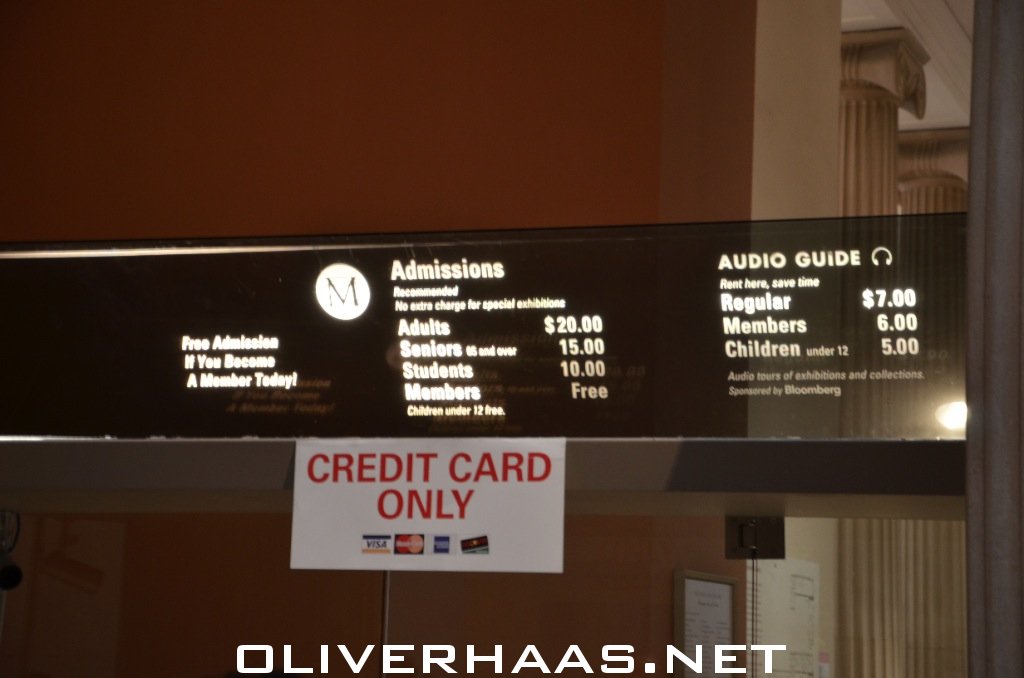 Free Admission
If You Become
A Member Today!
M
Admissions
Recommended
No extra charge for special exhibitions
Adults $20.00
Seniors 65 and over 15.00
Students 10.00
Members Free
Children under 12 free.
AUDIO GUIDE
Rent here, save time
Regular $7.00
Members 6.00
Children under 12 5.00
Audio tours of exhibitions and collections.
Sponsored by Bloomberg
CREDIT CARD
ONLY
VISA
MasterCard
OLIVERHAAS.NET